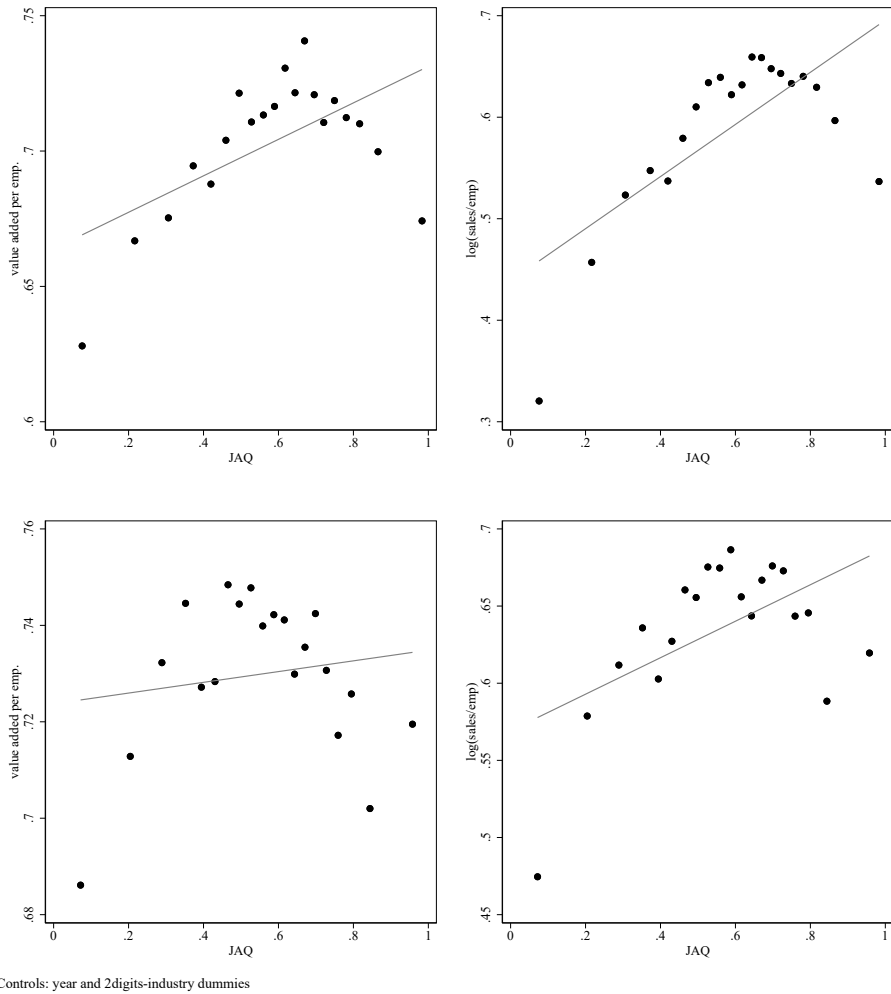 .75
.7
.65
.6
value added per emp.
0 .2 .4 .6 .8 1
JAQ
.7
.6
.5
.4
.3
log(sales/emp)
0 .2 .4 .6 .8 1
JAQ
.76
.74
.72
.7
.68
value added per emp.
0 .2 .4 .6 .8 1
JAQ
.7
.65
.6
.55
.5
.45
log(sales/emp)
0 .2 .4 .6 .8 1
JAQ
Controls: year and 2digits-industry dummies